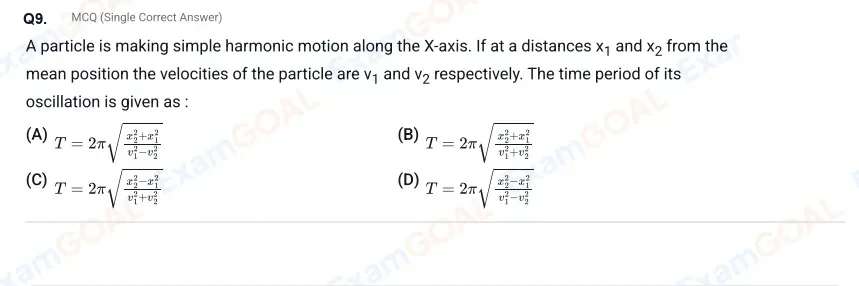 Q9. MCQ (Single Correct Answer)
A particle is making simple harmonic motion along the X-axis. If at a distances x₁ and x₂ from the
mean position the velocities of the particle are v₁ and v₂ respectively. The time period of its
oscillation is given as :
(A) T = 2π√((x₂²+x₁²)/(v₁²−v₂²)) (B) T = 2π√((x₂²+x₁²)/(v₁²+v₂²))
(C) T = 2π√((x₂²−x₁²)/(v₁²+v₂²)) (D) T = 2π√((x₂²−x₁²)/(v₁²−v₂²))
ExamGOAL